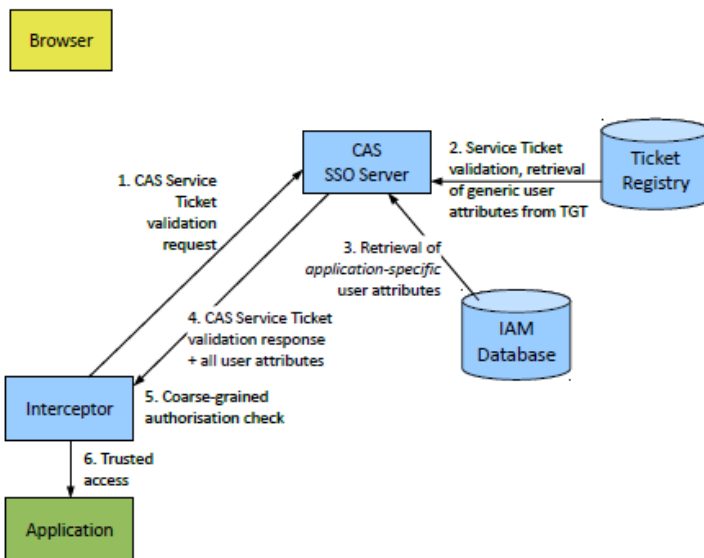 Browser
CAS
SSO Server
2. Service Ticket
validation, retrieval
of generic user
attributes from TGT
Ticket
Registry
1. CAS Service
Ticket
validation
request
3. Retrieval of
application-specific
user attributes
IAM
Database
4. CAS Service Ticket
validation response
+ all user attributes
Interceptor
5. Coarse-grained
authorisation check
6. Trusted
access
Application